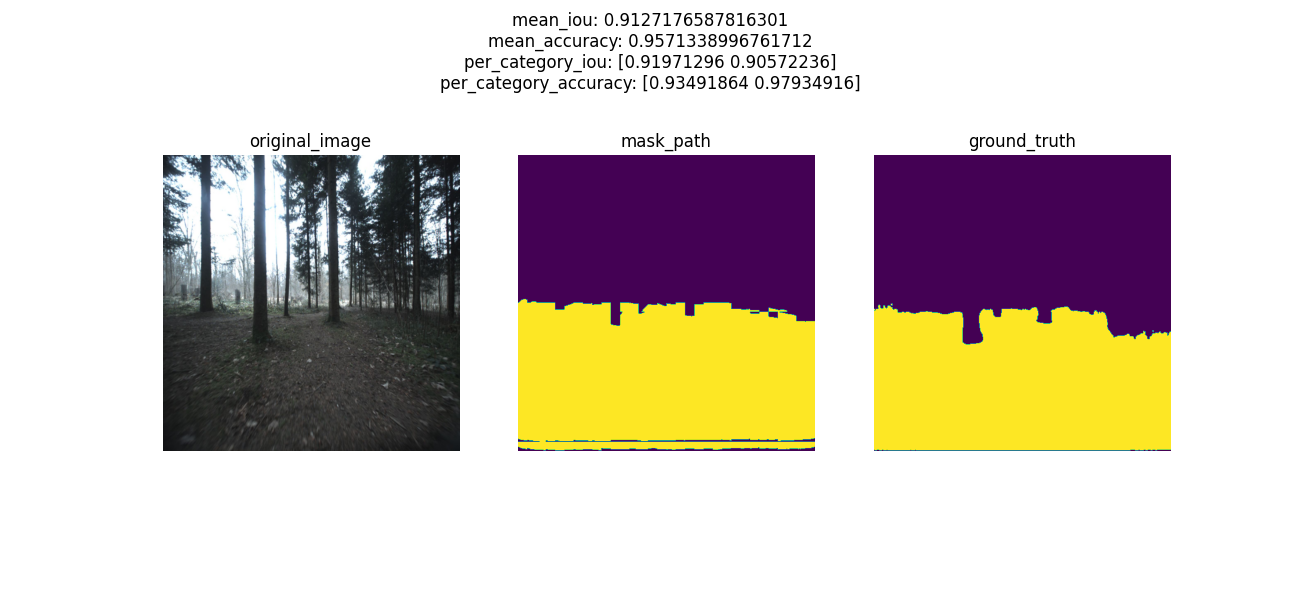 mean_iou: 0.9127176587816301
mean_accuracy: 0.9571338996761712
per_category_iou: [0.91971296 0.90572236]
per_category_accuracy: [0.93491864 0.97934916]
original_image
mask_path
ground_truth